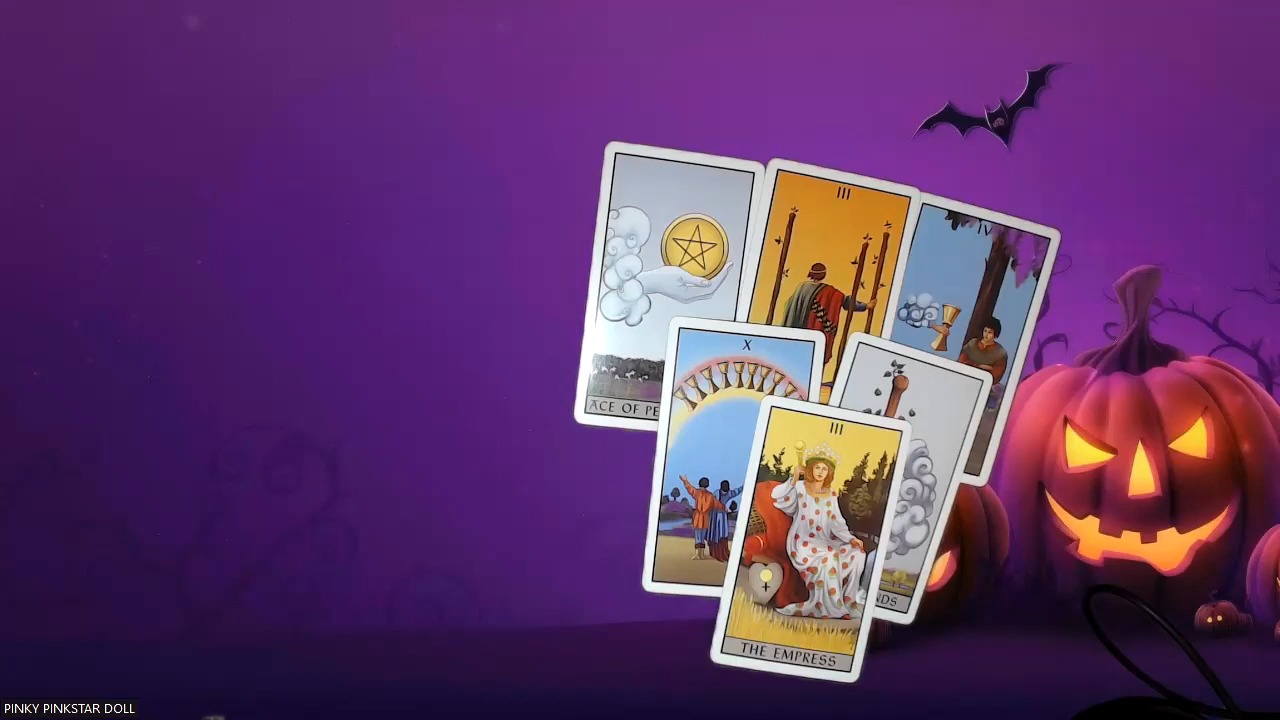 III
IV
ACE OF PE
X
III
NDS
THE EMPRESS
PINKY PINKSTAR DOLL